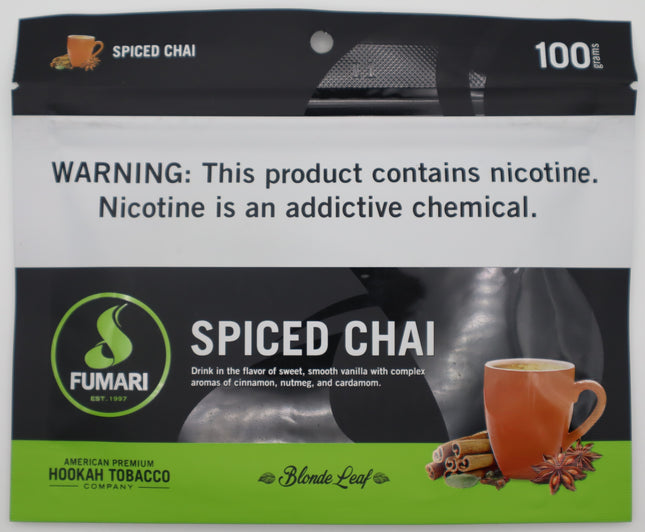 SPICED CHAI
100 grams
WARNING: This product contains nicotine.
Nicotine is an addictive chemical.
FUMARI
EST. 1997
SPICED CHAI
Drink in the flavor of sweet, smooth vanilla with complex
aromas of cinnamon, nutmeg, and cardamom.
AMERICAN PREMIUM
HOOKAH TOBACCO
COMPANY
Blonde Leaf